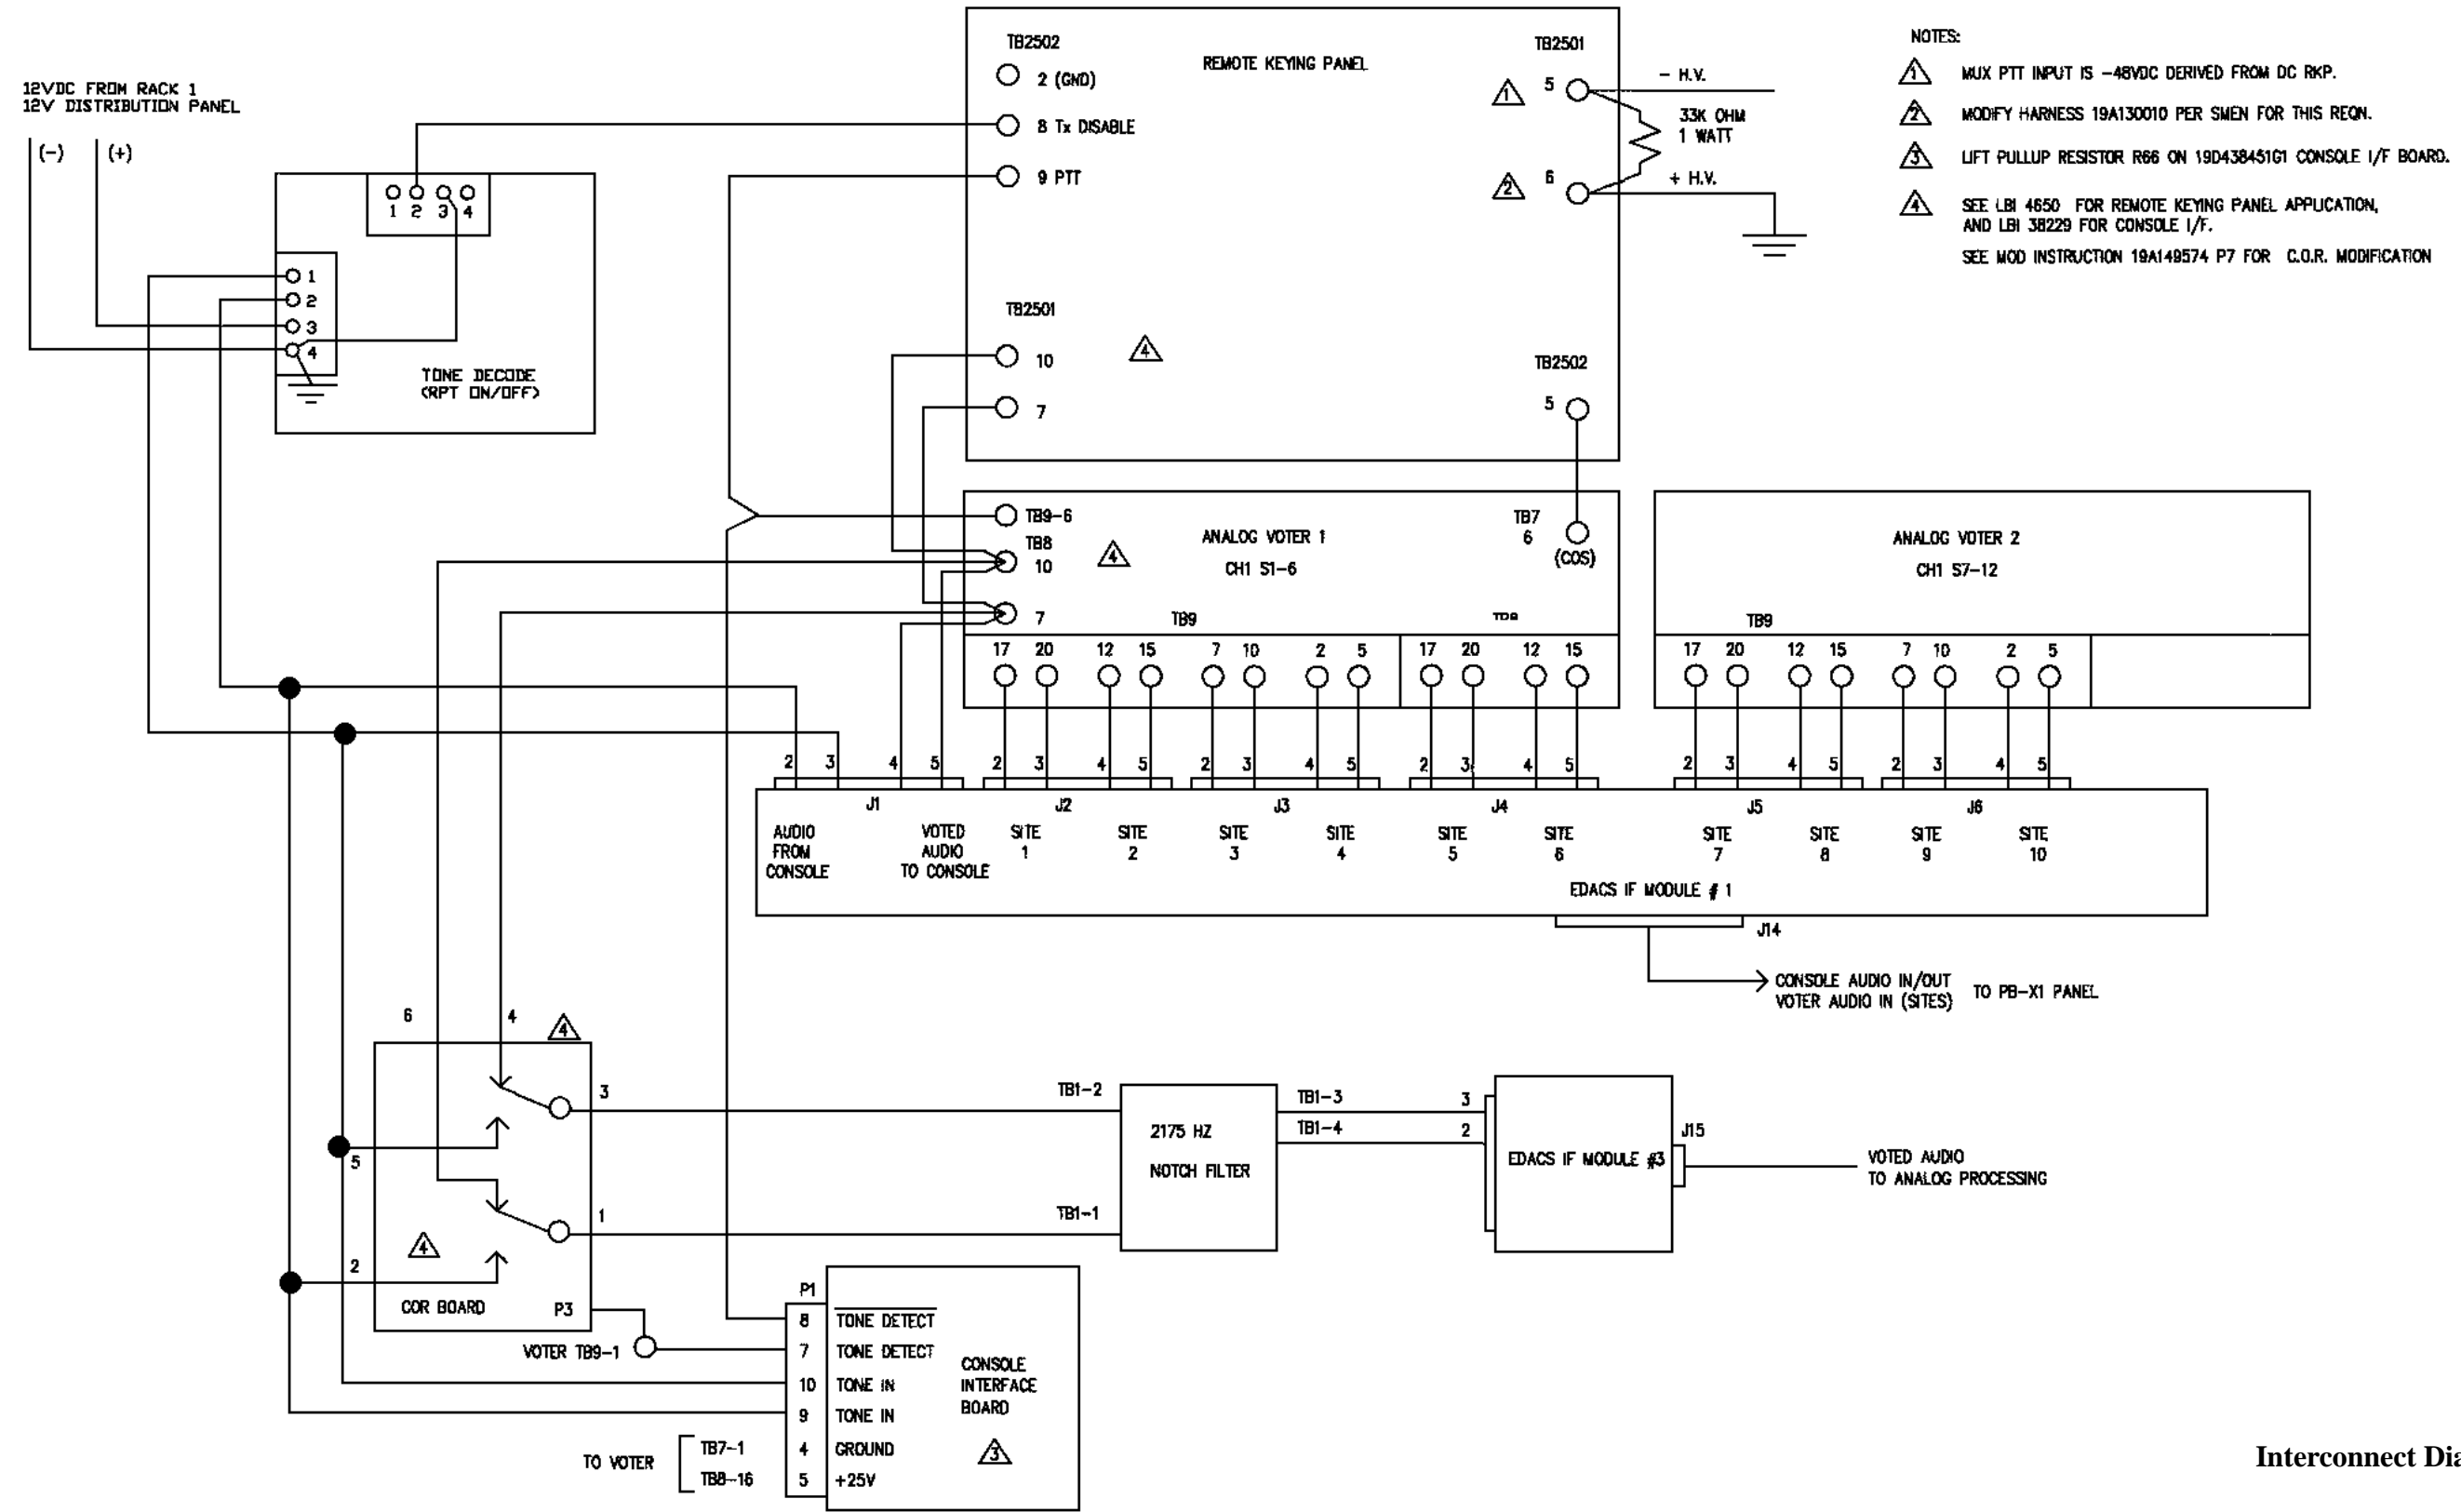 12VDC FROM RACK 1
12V DISTRIBUTION PANEL
(-)
(+)
1 2 3 4
1
2
3
4
TONE DECODE
(RPT ON/OFF)
TB2502
2 (GND)
8 Tx DISABLE
9 PTT
REMOTE KEYING PANEL
TB2501
1
5
- H.V.
33K OHM
1 WATT
2
6
+ H.V.
TB2501
10
4
7
TB2502
5
NOTES:
1 MUX PTT INPUT IS -48VDC DERIVED FROM DC RKP.
2 MODIFY HARNESS 19A130010 PER SMEN FOR THIS REQN.
3 LIFT PULLUP RESISTOR R66 ON 19D438451G1 CONSOLE I/F BOARD.
4 SEE LBI 4650 FOR REMOTE KEYING PANEL APPLICATION,
AND LBI 38229 FOR CONSOLE I/F.
SEE MOD INSTRUCTION 19A149574 P7 FOR C.O.R. MODIFICATION
TB9-6
TB8
10
4
7
ANALOG VOTER 1
CH1 S1-6
TB7
6
(COS)
TB9
17 20 12 15 7 10 2 5 17 20 12 15
ANALOG VOTER 2
CH1 S7-12
TB9
17 20 12 15 7 10 2 5
2 3 4 5 2 3 4 5 2 3 4 5 2 3 4 5 2 3 4 5 2 3 4 5
J1 J2 J3 J4 J5 J6
AUDIO
FROM
CONSOLE
VOTED
AUDIO
TO CONSOLE
SITE
1
SITE
2
SITE
3
SITE
4
SITE
5
SITE
6
SITE
7
SITE
8
SITE
9
SITE
10
EDACS IF MODULE # 1
J14
CONSOLE AUDIO IN/OUT
VOTER AUDIO IN (SITES)
TO PB-X1 PANEL
6
4
4
3
5
1
4
2
COR BOARD
P3
VOTER TB9-1
TB1-2
TB1-1
2175 HZ
NOTCH FILTER
TB1-3
TB1-4
3
2
EDACS IF MODULE #3
J15
VOTED AUDIO
TO ANALOG PROCESSING
P1
8 TONE DETECT
7 TONE DETECT
10 TONE IN
9 TONE IN
4 GROUND
5 +25V
CONSOLE
INTERFACE
BOARD
3
TO VOTER
TB7-1
TB8-16
Interconnect Dia